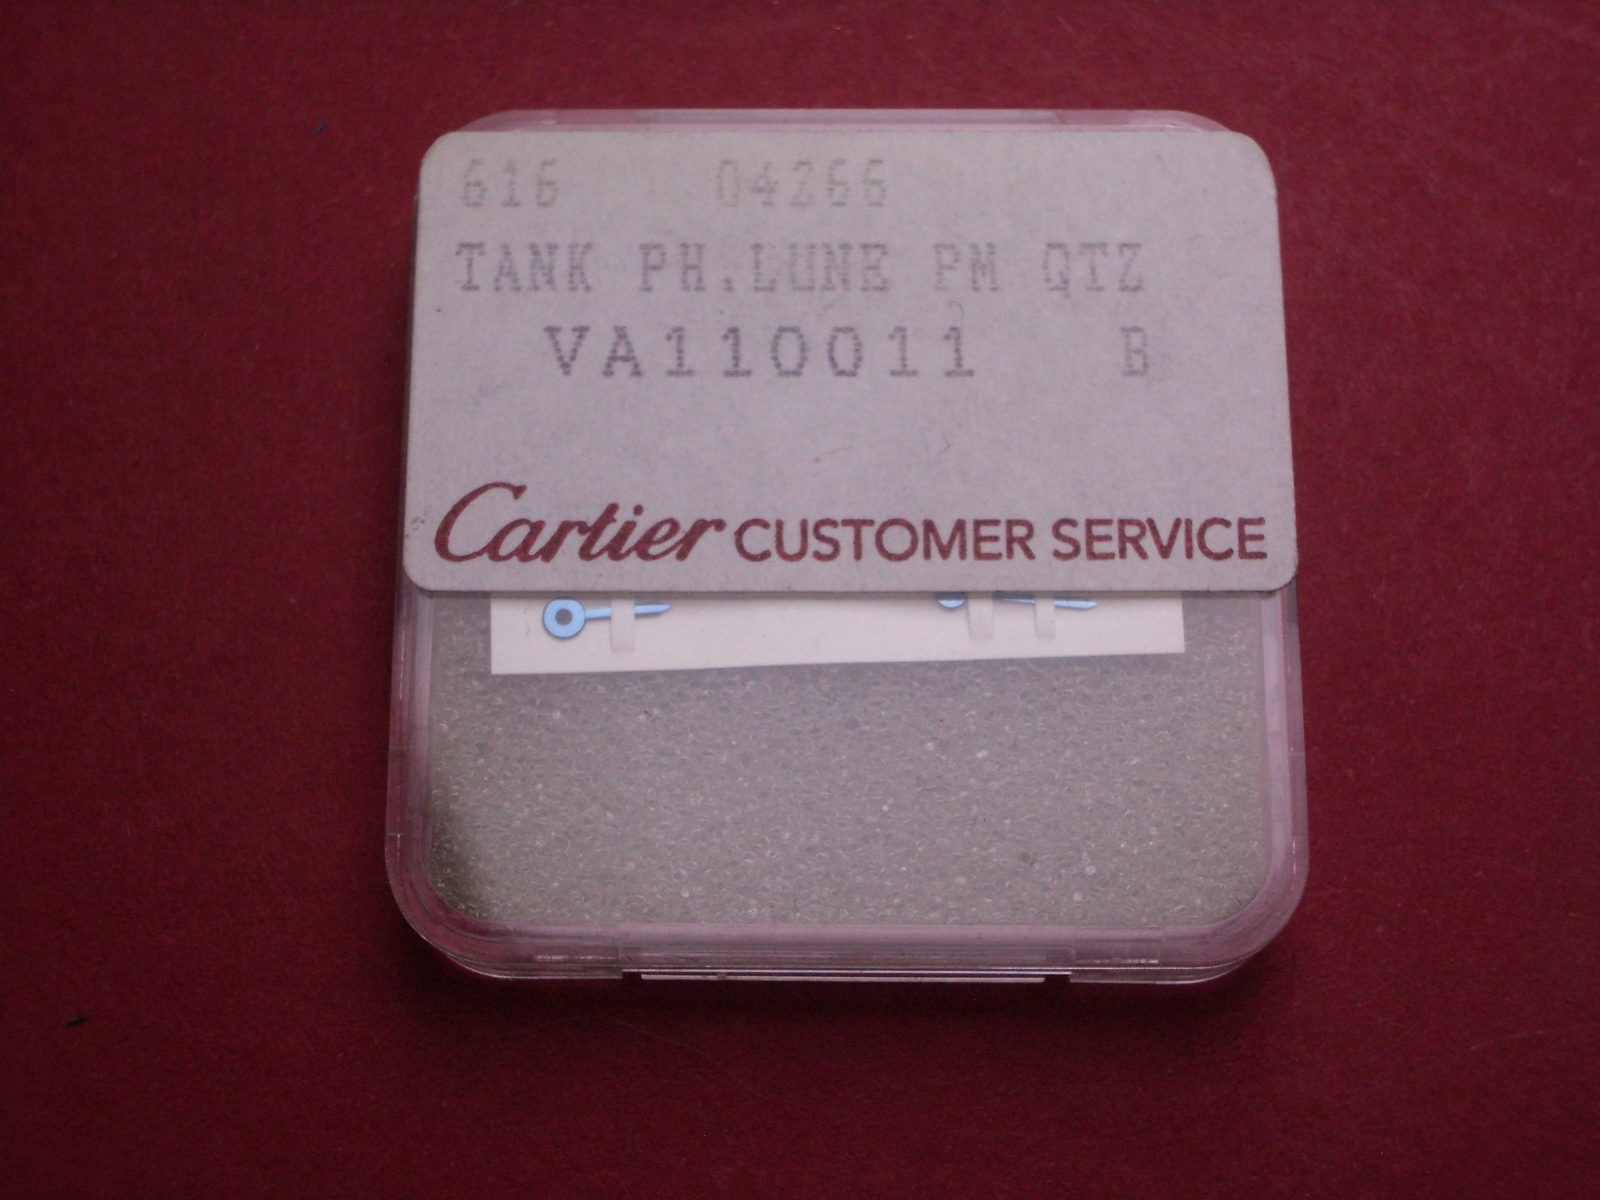 616 04266
TANK PH.LUNE PM QTZ
VA110011 B
Cartier CUSTOMER SERVICE